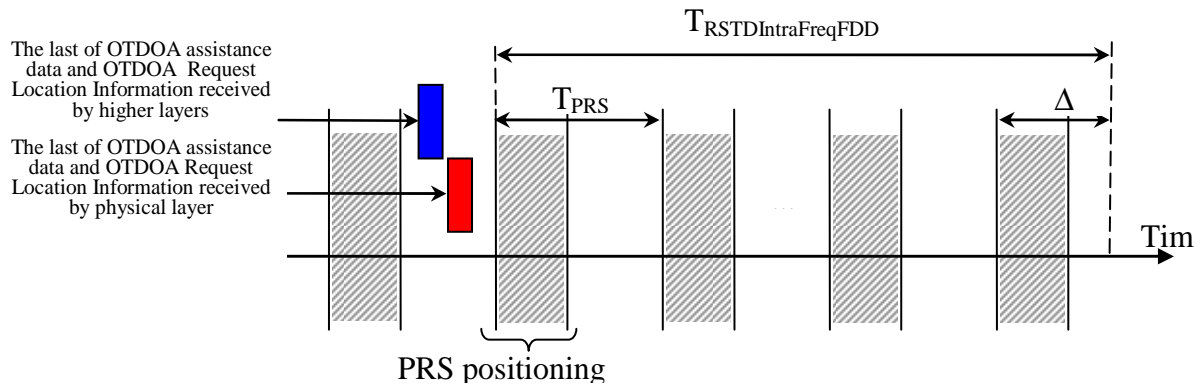 T_RSTDIntraFreqFDD
The last of OTDOA assistance
data and OTDOA Request
Location Information received
by higher layers
T_PRS
Δ
The last of OTDOA assistance
data and OTDOA Request
Location Information received
by physical layer
. . .
Tim
PRS positioning